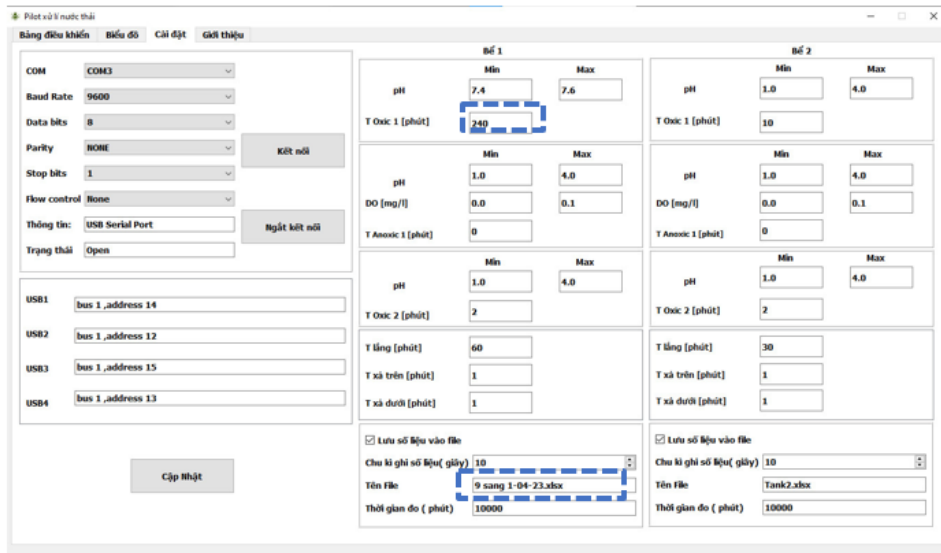 Pilot xử lí nước thải
Bảng điều khiển Biểu đồ Cài đặt Giới thiệu
COM COM3
Baud Rate 9600
Data bits 8
Parity NONE
Stop bits 1
Flow control None
Thông tin: USB Serial Port
Trạng thái Open
Kết nối
Ngắt kết nối
USB1 bus 1 ,address 14
USB2 bus 1 ,address 12
USB3 bus 1 ,address 15
USB4 bus 1 ,address 13
Cập Nhật
Bể 1
Min Max
pH 7.4 7.6
T Oxic 1 [phút] 240
Min Max
pH 1.0 4.0
DO [mg/l] 0.0 0.1
T Anoxic 1 [phút] 0
Min Max
pH 1.0 4.0
T Oxic 2 [phút] 2
T lắng [phút] 60
T xả trên [phút] 1
T xả dưới [phút] 1
Lưu số liệu vào file
Chu kì ghi số liệu( giây) 10
Tên File 9 sang 1-04-23.xlsx
Thời gian đo ( phút) 10000
Bể 2
Min Max
pH 1.0 4.0
T Oxic 1 [phút] 10
Min Max
pH 1.0 4.0
DO [mg/l] 0.0 0.1
T Anoxic 1 [phút] 0
Min Max
pH 1.0 4.0
T Oxic 2 [phút] 2
T lắng [phút] 30
T xả trên [phút] 1
T xả dưới [phút] 1
Lưu số liệu vào file
Chu kì ghi số liệu( giây) 10
Tên File Tank2.xlsx
Thời gian đo ( phút) 10000